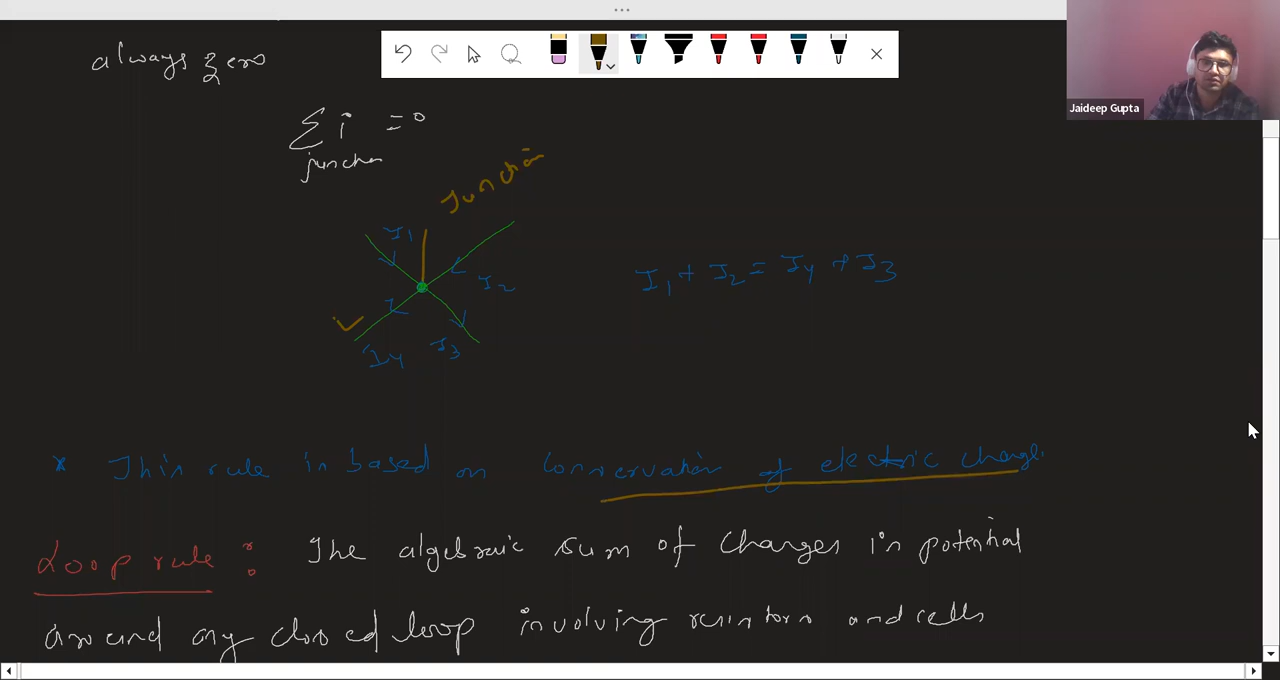 always zero
Jaideep Gupta
∑ i = 0
junction
Junction
I1
I2
I1 + I2 = I4 + I3
I4
I3
* This rule is based on conservation of electric charge.
Loop rule : The algebraic sum of changes in potential
around any closed loop involving resistors and cells